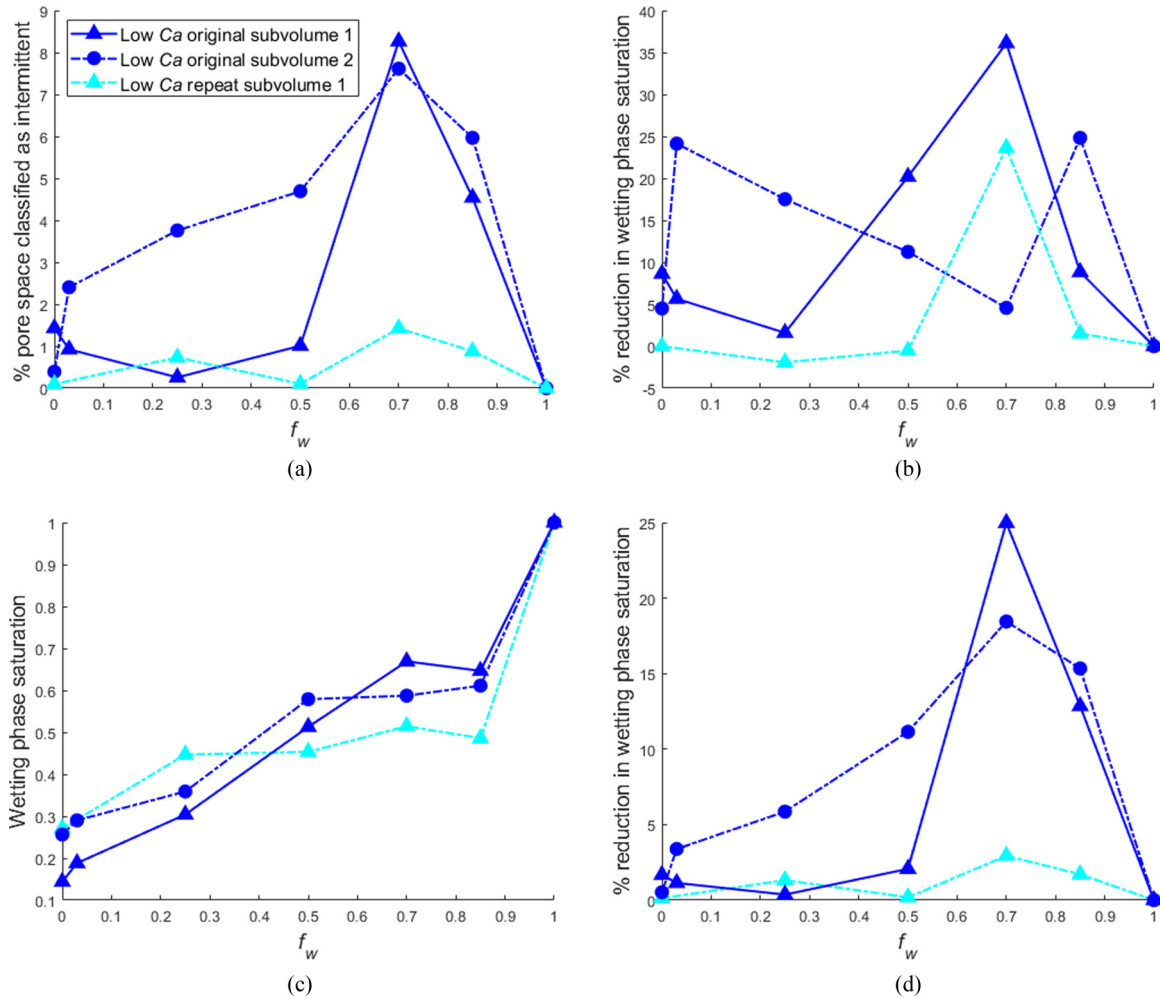 % pore space classified as intermittent
9
8
7
6
5
4
3
2
1
0
Low Ca original subvolume 1
Low Ca original subvolume 2
Low Ca repeat subvolume 1
0 0.1 0.2 0.3 0.4 0.5 0.6 0.7 0.8 0.9 1
f_w
(a)
% reduction in wetting phase saturation
40
35
30
25
20
15
10
5
0
-5
0 0.1 0.2 0.3 0.4 0.5 0.6 0.7 0.8 0.9 1
f_w
(b)
Wetting phase saturation
1
0.9
0.8
0.7
0.6
0.5
0.4
0.3
0.2
0.1
0 0.1 0.2 0.3 0.4 0.5 0.6 0.7 0.8 0.9 1
f_w
(c)
% reduction in wetting phase saturation
25
20
15
10
5
0
0 0.1 0.2 0.3 0.4 0.5 0.6 0.7 0.8 0.9 1
f_w
(d)